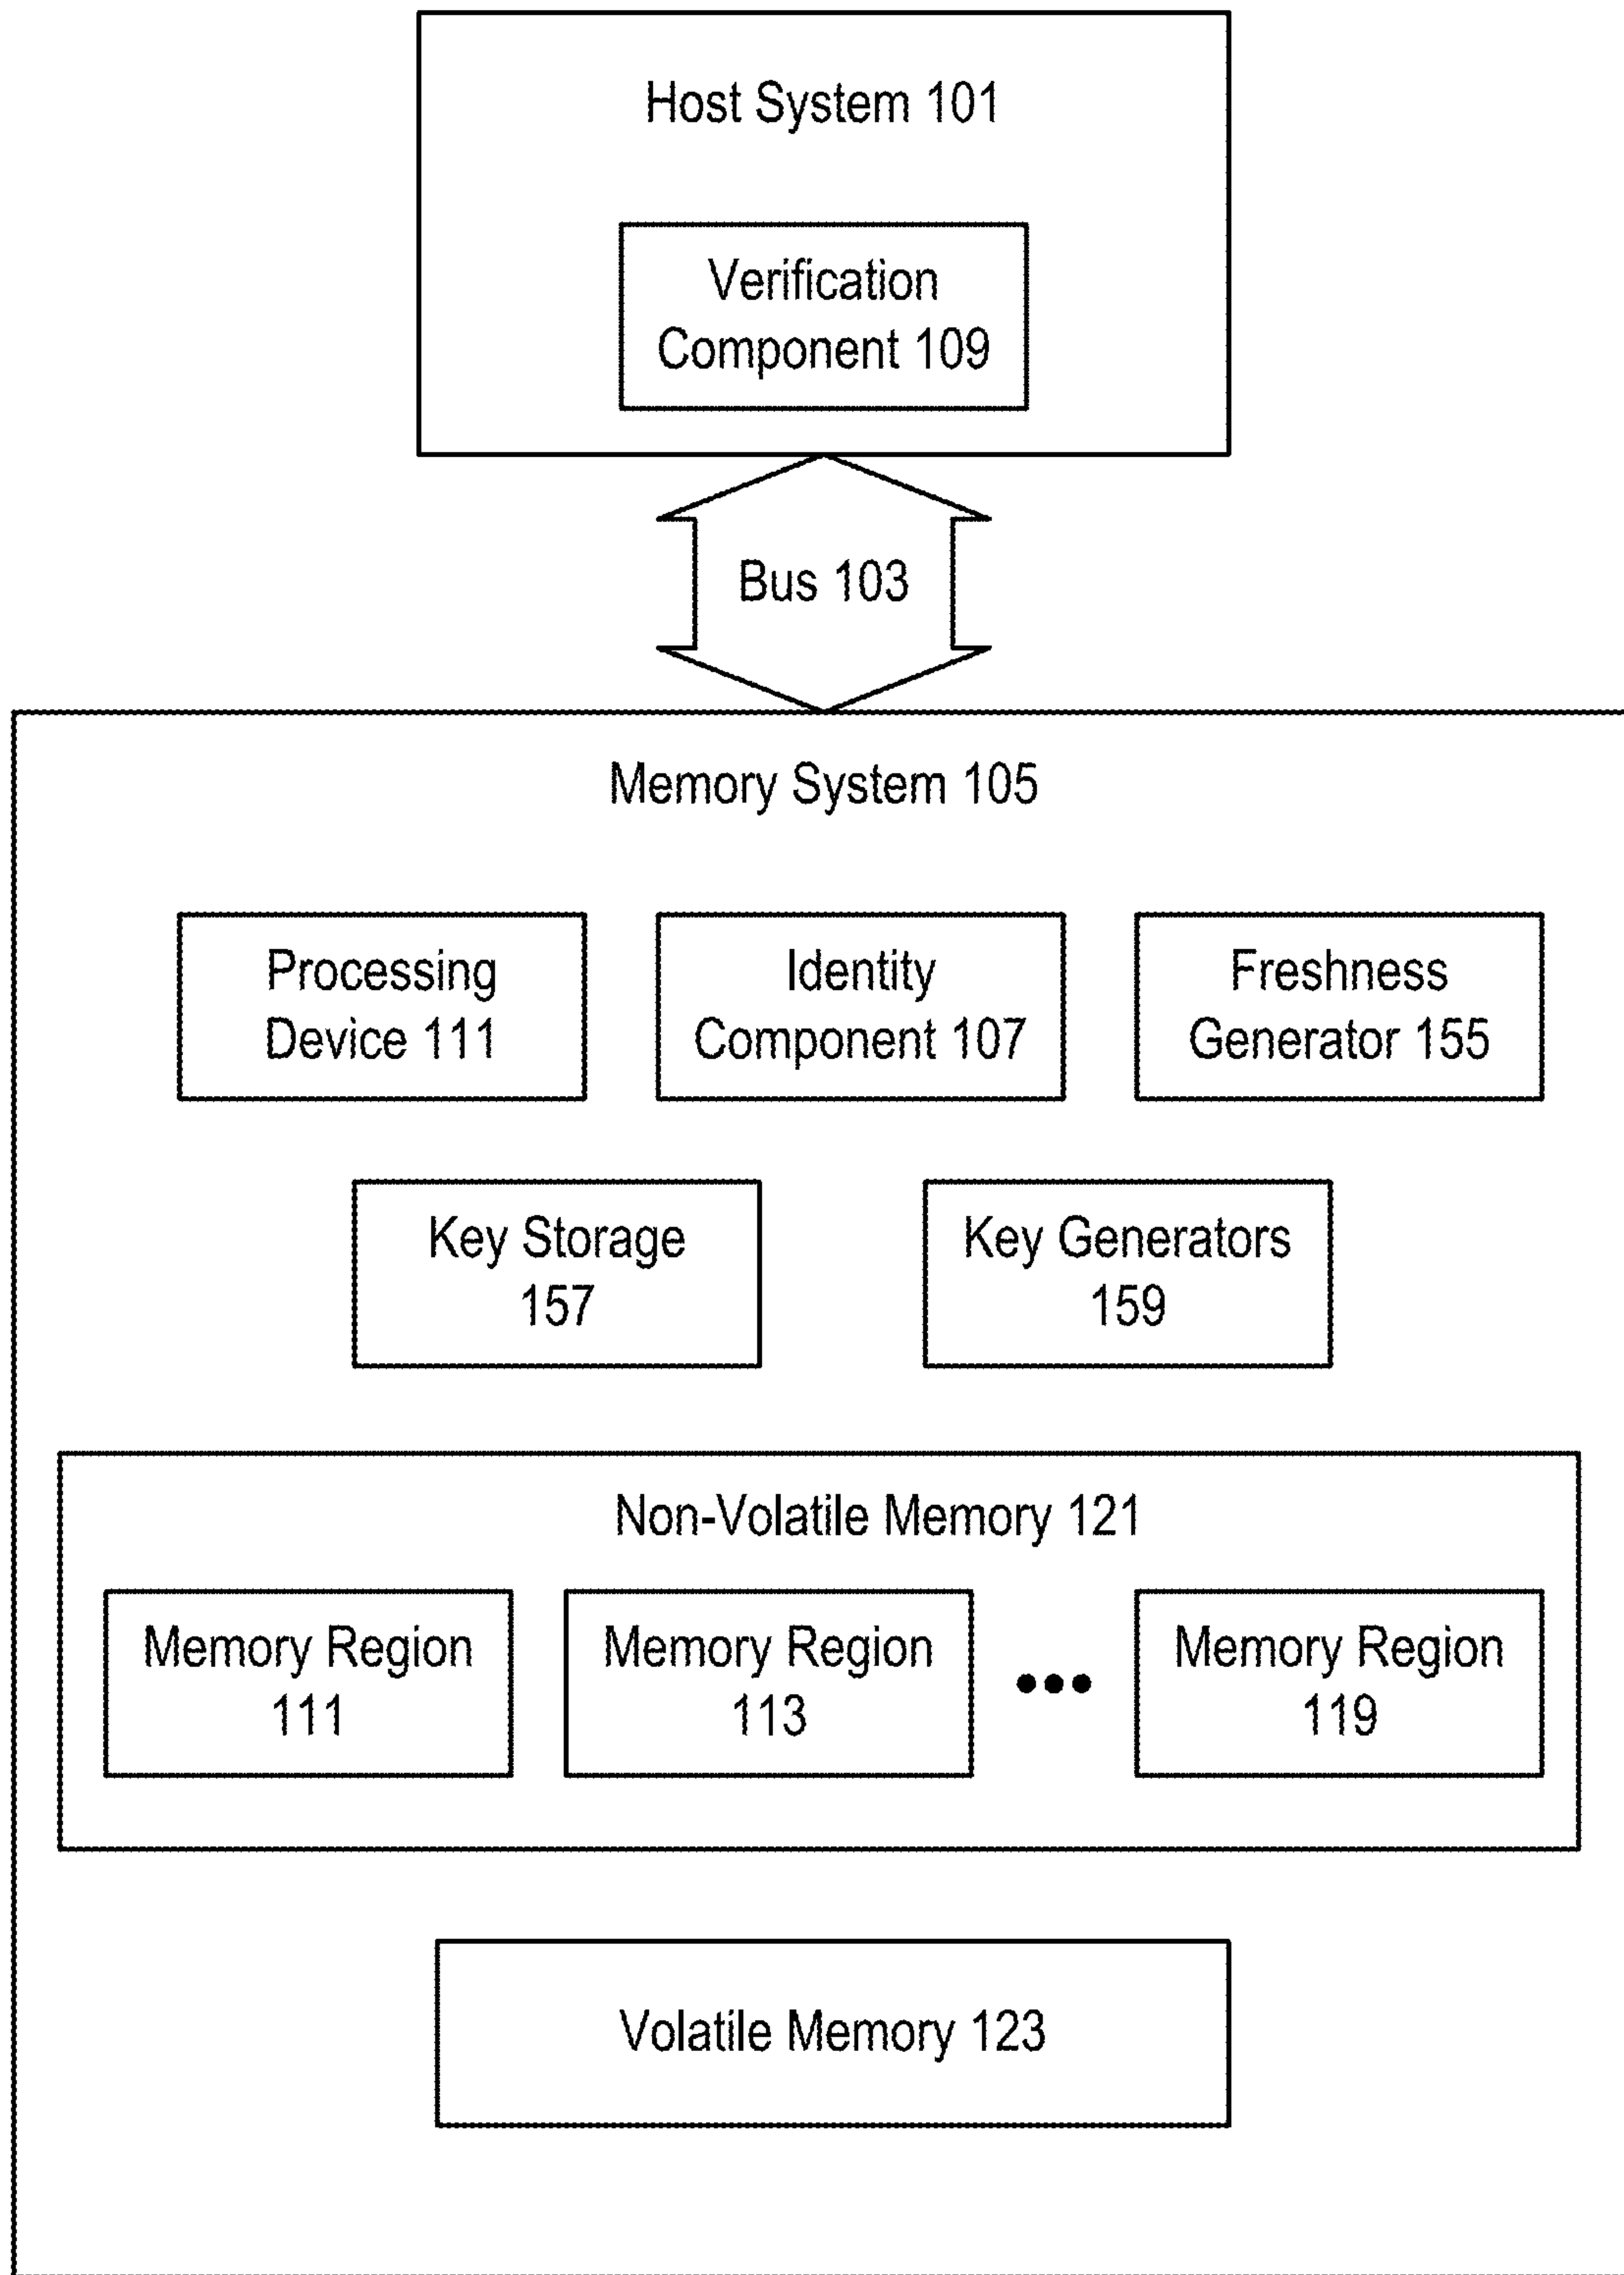 Host System 101
Verification
Component 109
Bus 103
Memory System 105
Processing
Device 111
Identity
Component 107
Freshness
Generator 155
Key Storage
157
Key Generators
159
Non-Volatile Memory 121
Memory Region
111
Memory Region
113
•••
Memory Region
119
Volatile Memory 123